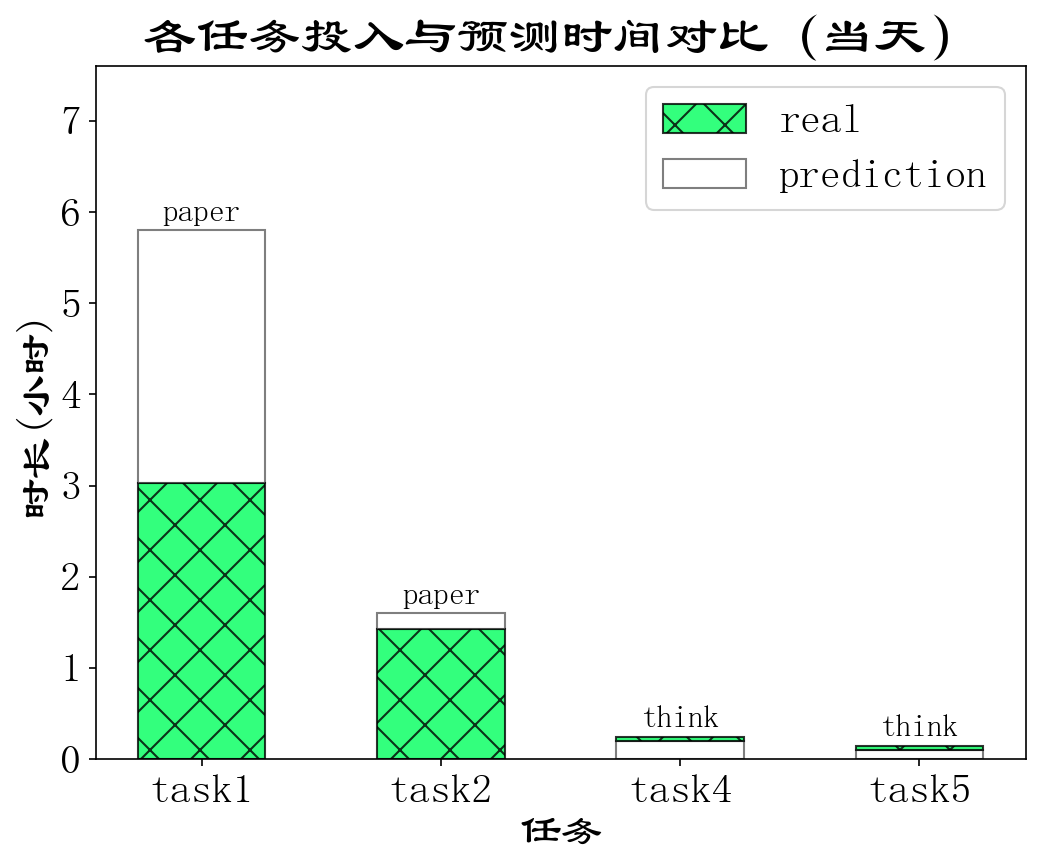 各任务投入与预测时间对比 (当天)
real
prediction
时长(小时)
7
6
5
4
3
2
1
0
paper
paper
think
think
task1
task2
task4
task5
任务